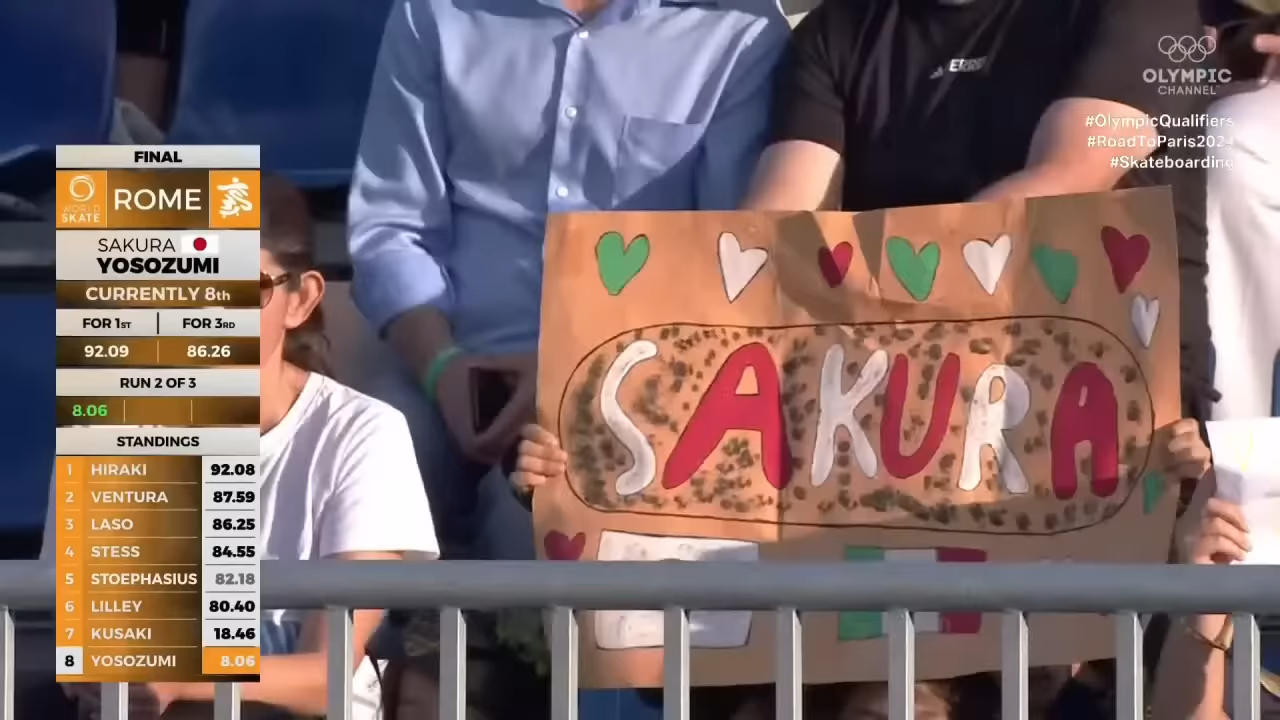 FINAL
WORLD SKATE
ROME
SAKURA
YOSOZUMI
CURRENTLY 8th
FOR 1ST FOR 3RD
92.09 86.26
RUN 2 OF 3
8.06
STANDINGS
1 HIRAKI 92.08
2 VENTURA 87.59
3 LASO 86.25
4 STESS 84.55
5 STOEPHASIUS 82.18
6 LILLEY 80.40
7 KUSAKI 18.46
8 YOSOZUMI 8.06
OLYMPIC
CHANNEL
#OlympicQualifiers
#RoadToParis2024
#Skateboarding
SAKURA